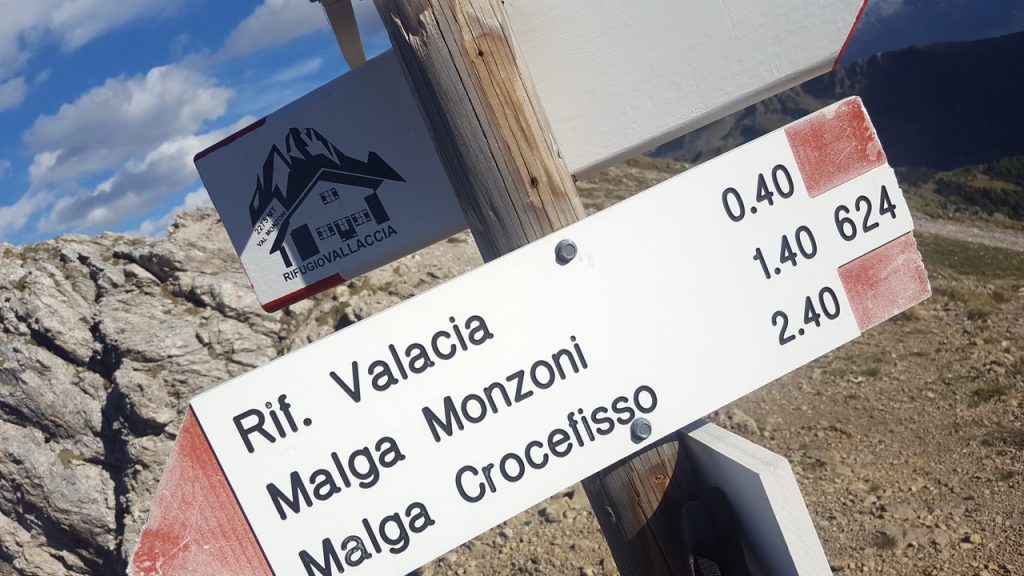 2275 MT
VAL MONZONI
RIFUGIOVALLACCIA
Rif. Valacia 0.40
Malga Monzoni 1.40 624
Malga Crocefisso 2.40